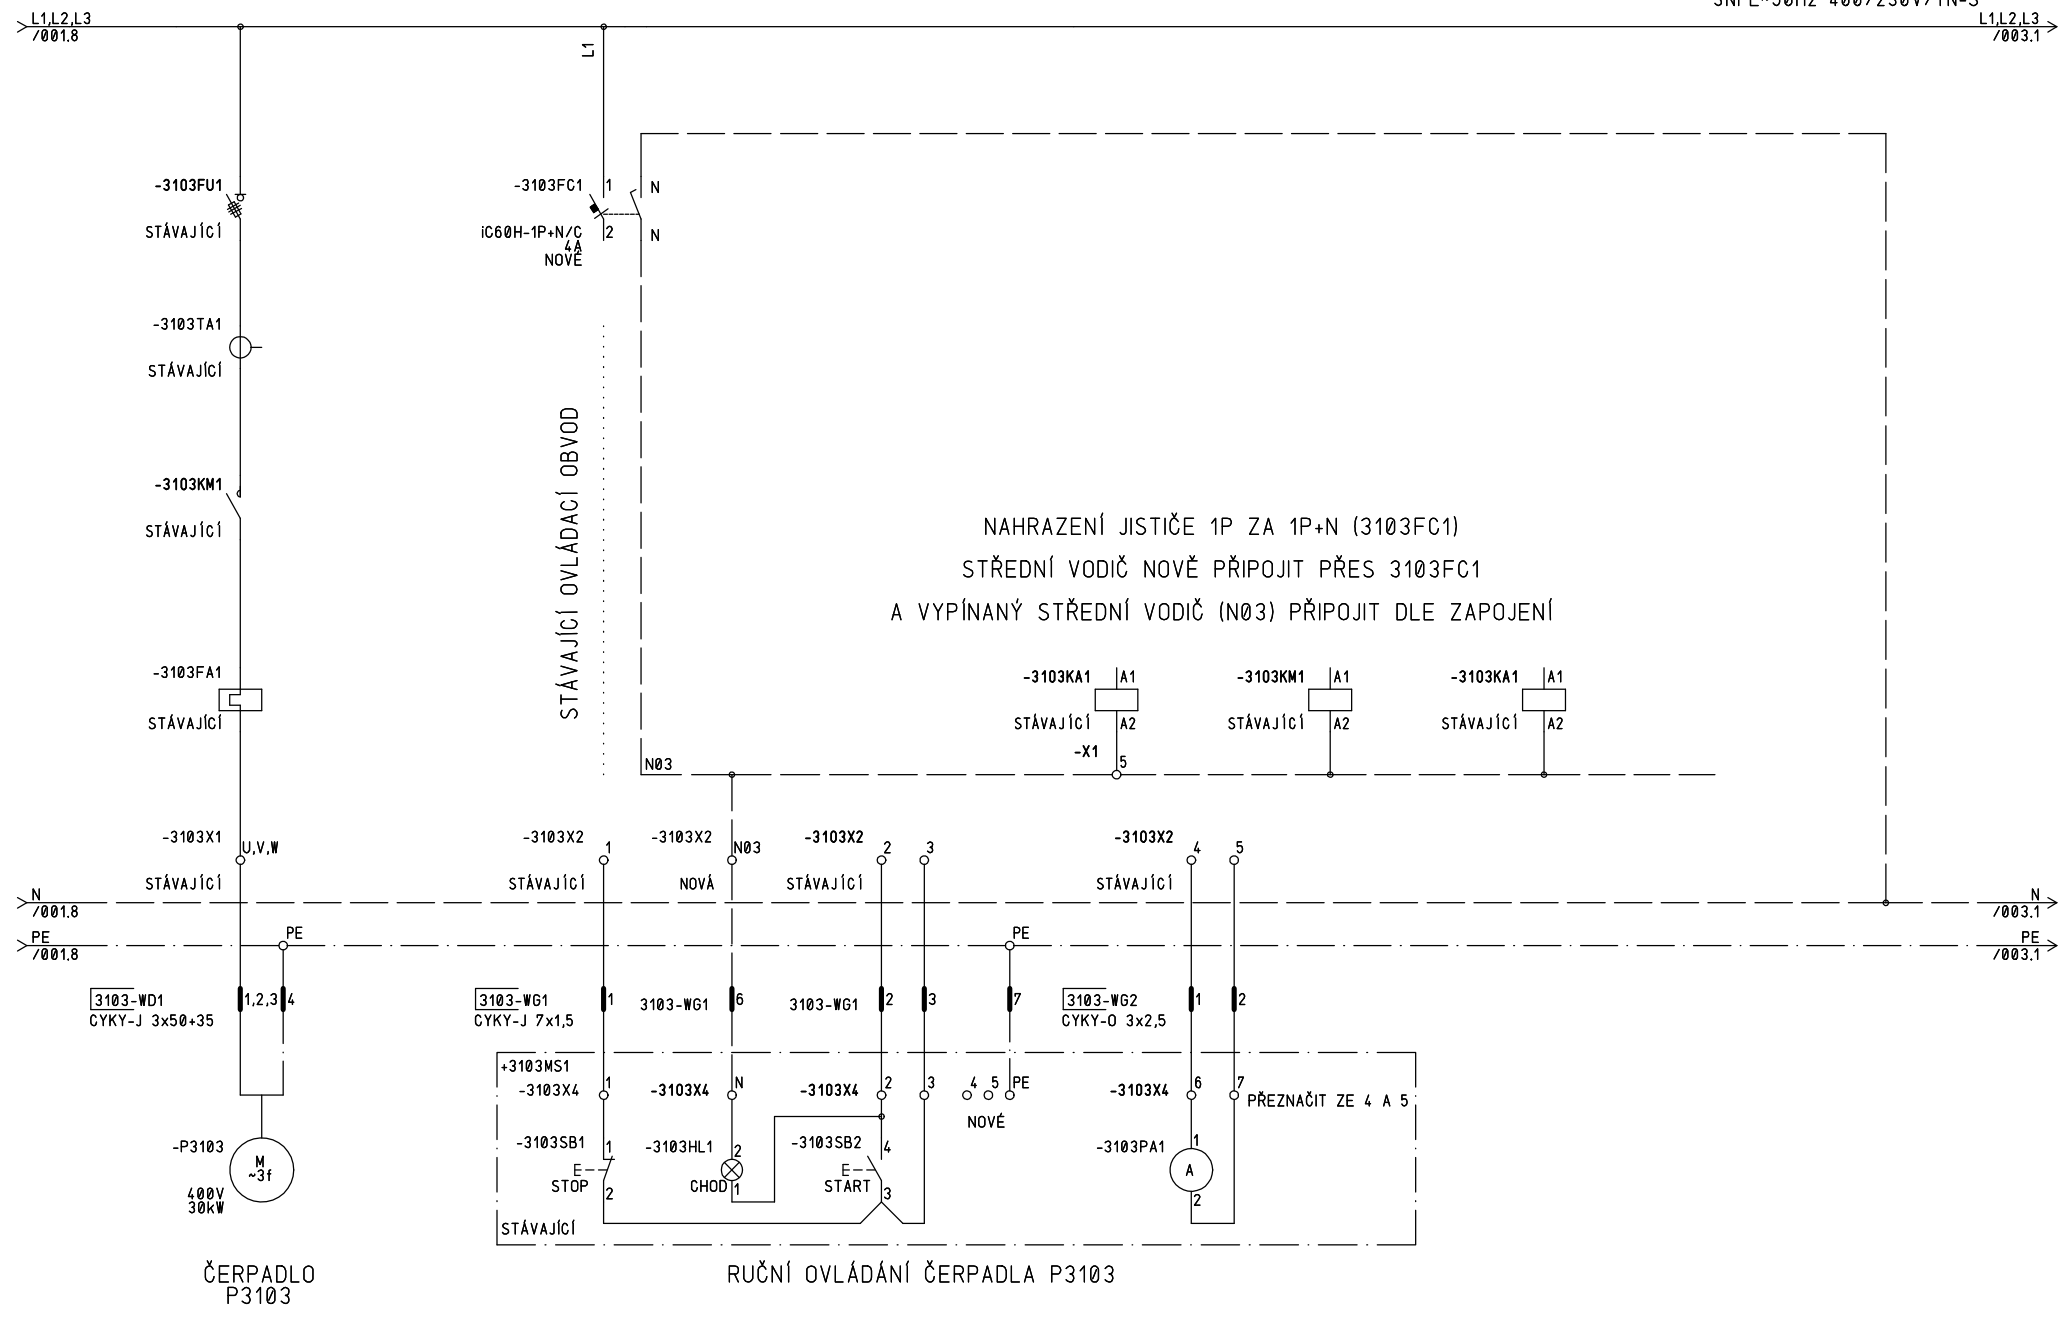 3NPE~50Hz 400/230V/TN-S
L1,L2,L3
/001.8
L1,L2,L3
/003.1
L1
-3103FU1
STÁVAJÍCÍ
-3103FC1
1
N
iC60H-1P+N/C
4A
NOVÉ
2
N
-3103TA1
STÁVAJÍCÍ
STÁVAJÍCÍ OVLÁDACÍ OBVOD
-3103KM1
STÁVAJÍCÍ
NAHRAZENÍ JISTIČE 1P ZA 1P+N (3103FC1)
STŘEDNÍ VODIČ NOVĚ PŘIPOJIT PŘES 3103FC1
A VYPÍNANÝ STŘEDNÍ VODIČ (N03) PŘIPOJIT DLE ZAPOJENÍ
-3103FA1
STÁVAJÍCÍ
-3103KA1
A1
STÁVAJÍCÍ
A2
-X1
5
-3103KM1
A1
STÁVAJÍCÍ
A2
-3103KA1
A1
STÁVAJÍCÍ
A2
N03
-3103X1
U,V,W
STÁVAJÍCÍ
-3103X2
1
STÁVAJÍCÍ
-3103X2
N03
NOVÁ
-3103X2
2
3
STÁVAJÍCÍ
-3103X2
4
5
STÁVAJÍCÍ
N
/001.8
N
/003.1
PE
/001.8
PE
PE
PE
/003.1
3103-WD1
1,2,3
4
CYKY-J 3x50+35
3103-WG1
1
CYKY-J 7x1,5
3103-WG1
6
3103-WG1
2
3
7
3103-WG2
1
2
CYKY-O 3x2,5
+3103MS1
-3103X4
1
-3103X4
N
-3103X4
2
3
4
5
PE
NOVÉ
-3103X4
6
7
PŘEZNAČIT ZE 4 A 5
-P3103
M
~3f
400V
30kW
-3103SB1
1
E
STOP
2
-3103HL1
2
CHOD
1
-3103SB2
4
E
START
3
-3103PA1
1
A
2
STÁVAJÍCÍ
ČERPADLO
P3103
RUČNÍ OVLÁDÁNÍ ČERPADLA P3103